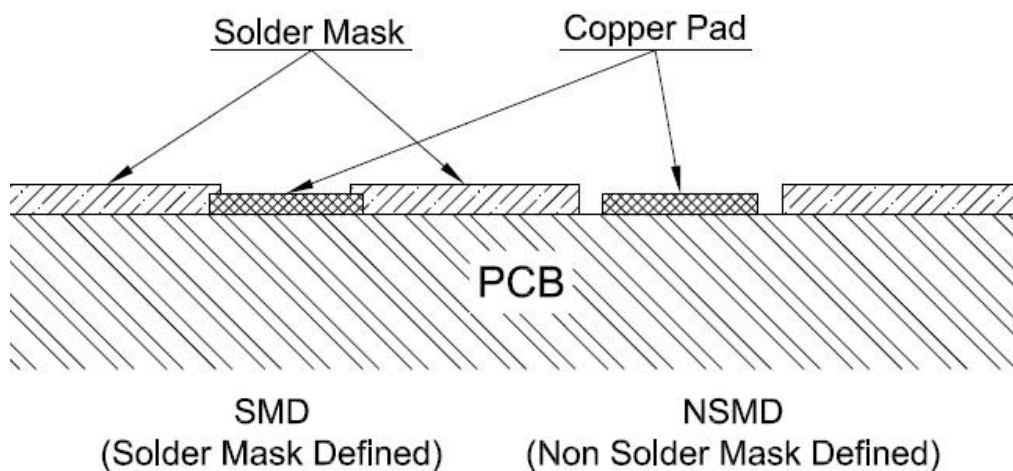 Solder Mask
Copper Pad
PCB
SMD
(Solder Mask Defined)
NSMD
(Non Solder Mask Defined)